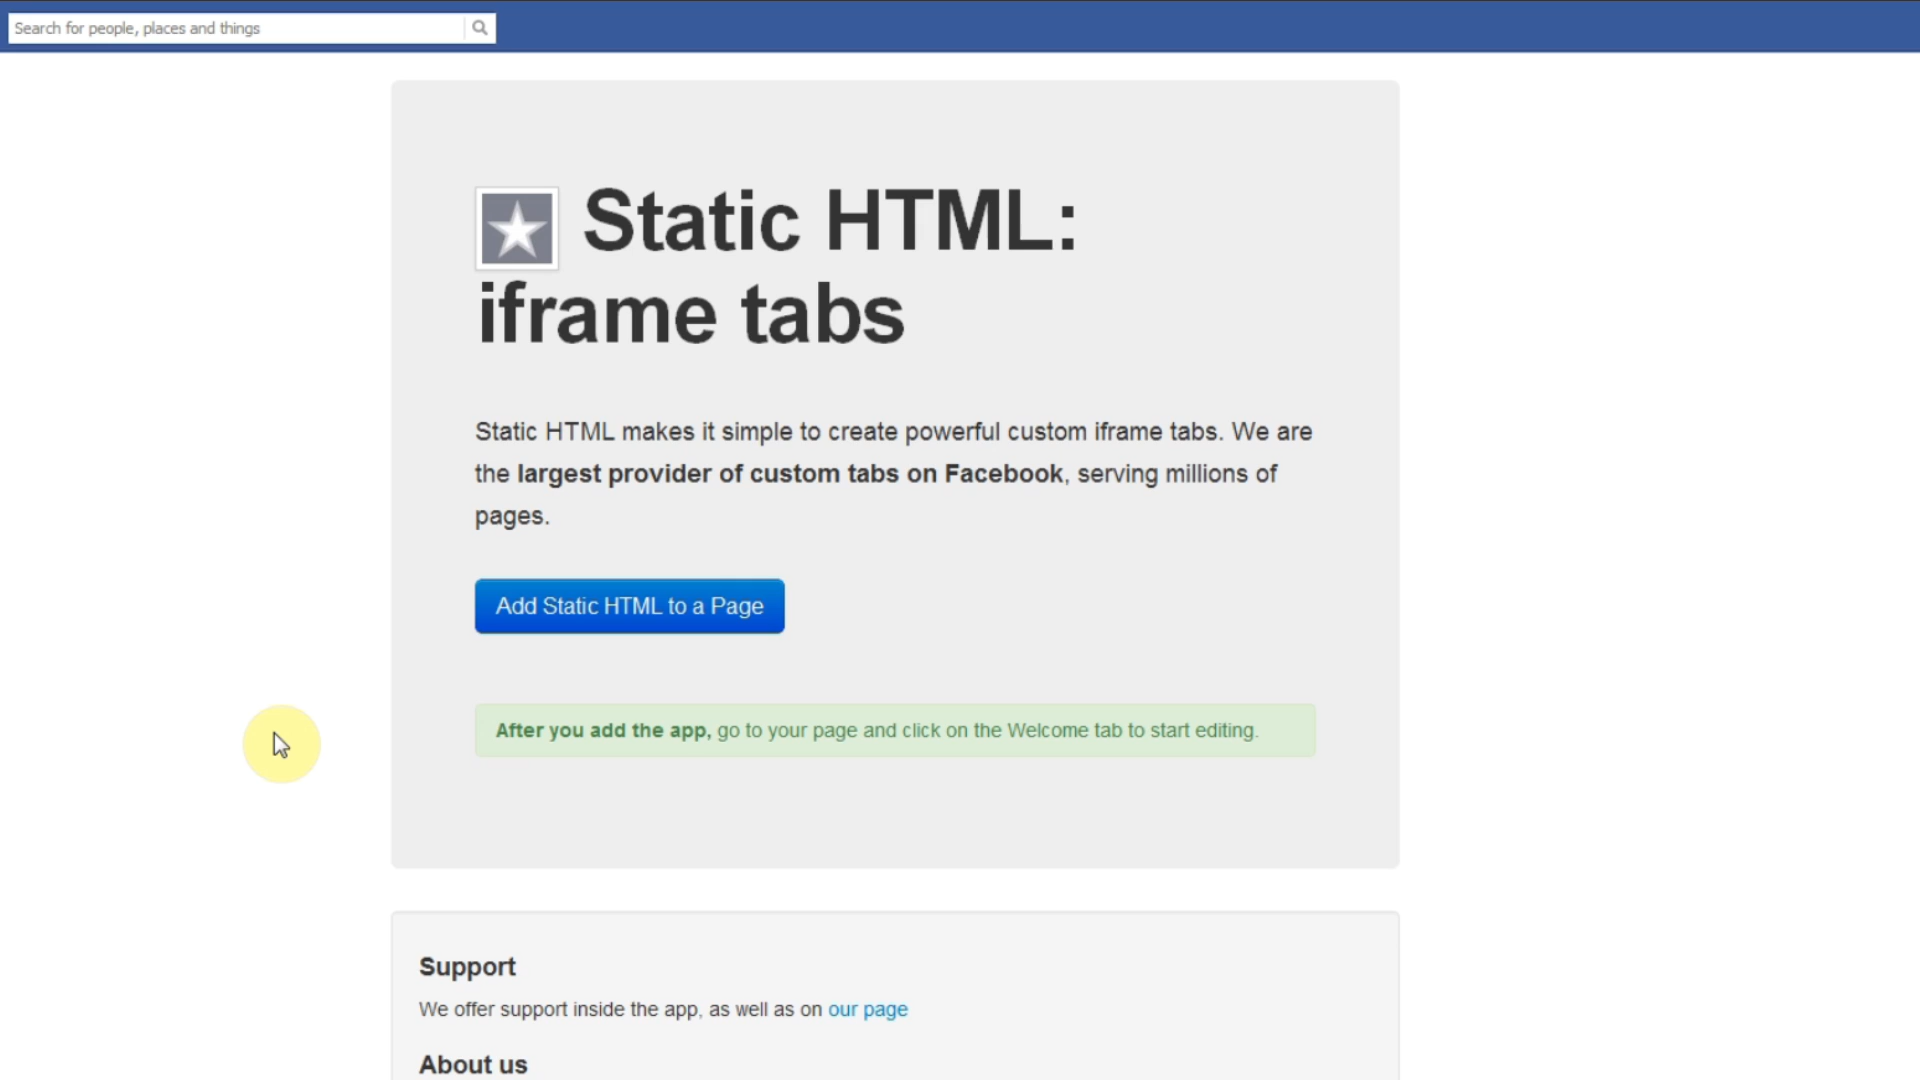 Search for people, places and things
Static HTML:
iframe tabs
Static HTML makes it simple to create powerful custom iframe tabs. We are
the largest provider of custom tabs on Facebook, serving millions of
pages.
Add Static HTML to a Page
After you add the app, go to your page and click on the Welcome tab to start editing.
Support
We offer support inside the app, as well as on our page
About us